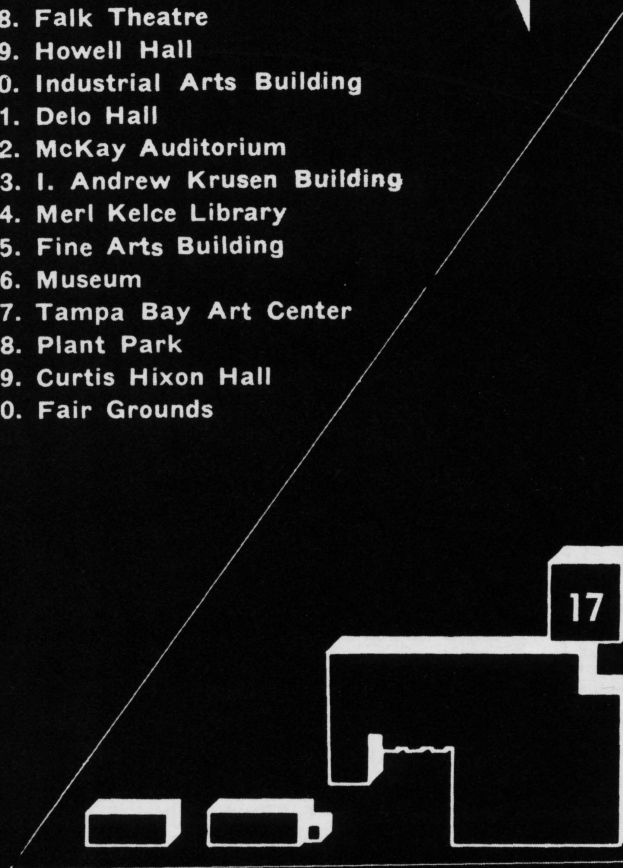 8. Falk Theatre
9. Howell Hall
0. Industrial Arts Building
1. Delo Hall
2. McKay Auditorium
3. I. Andrew Krusen Building
4. Merl Kelce Library
5. Fine Arts Building
6. Museum
7. Tampa Bay Art Center
8. Plant Park
9. Curtis Hixon Hall
0. Fair Grounds
17